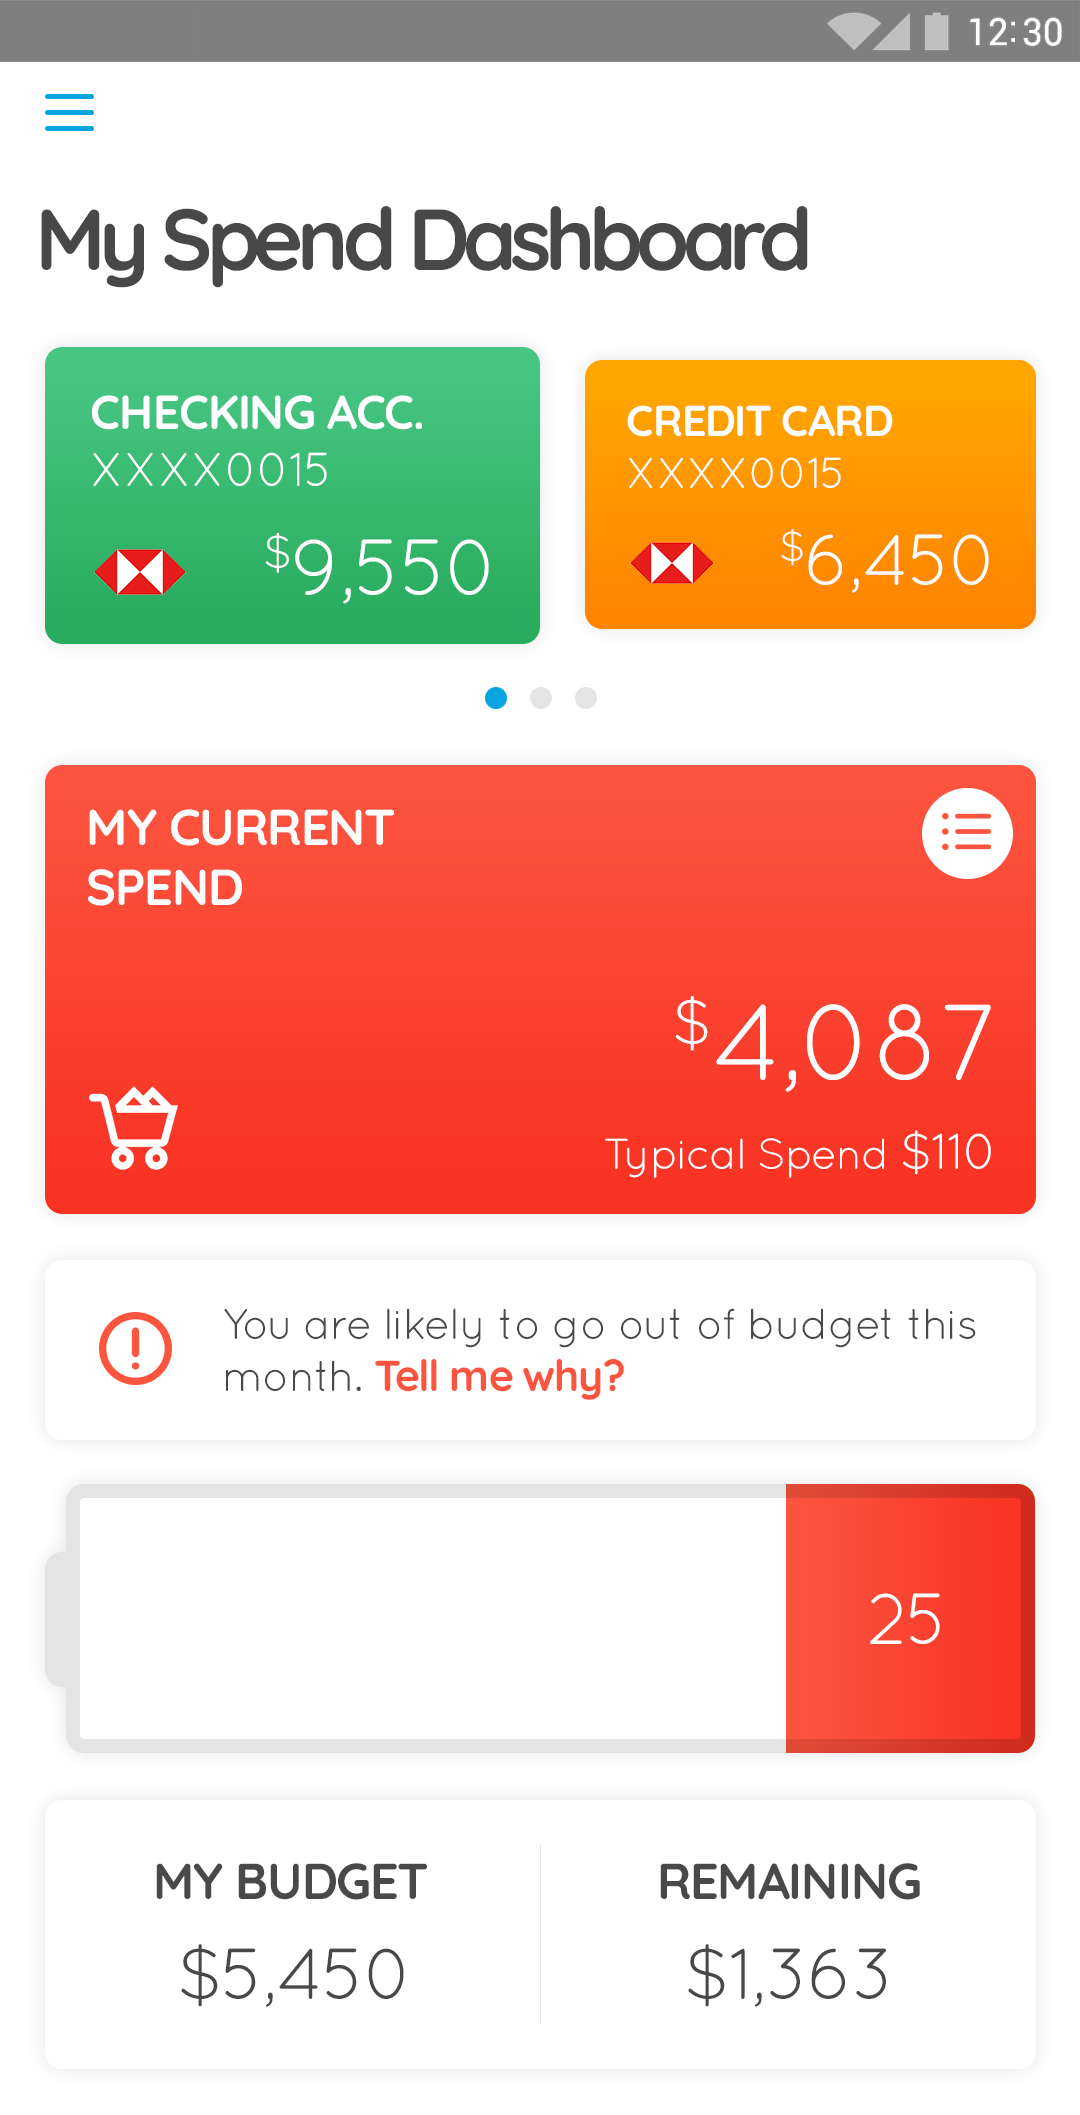 12:30
My Spend Dashboard
CHECKING ACC.
XXXX0015
$9,550
CREDIT CARD
XXXX0015
$6,450
MY CURRENT
SPEND
$4,087
Typical Spend $110
You are likely to go out of budget this
month. Tell me why?
25
MY BUDGET
$5,450
REMAINING
$1,363